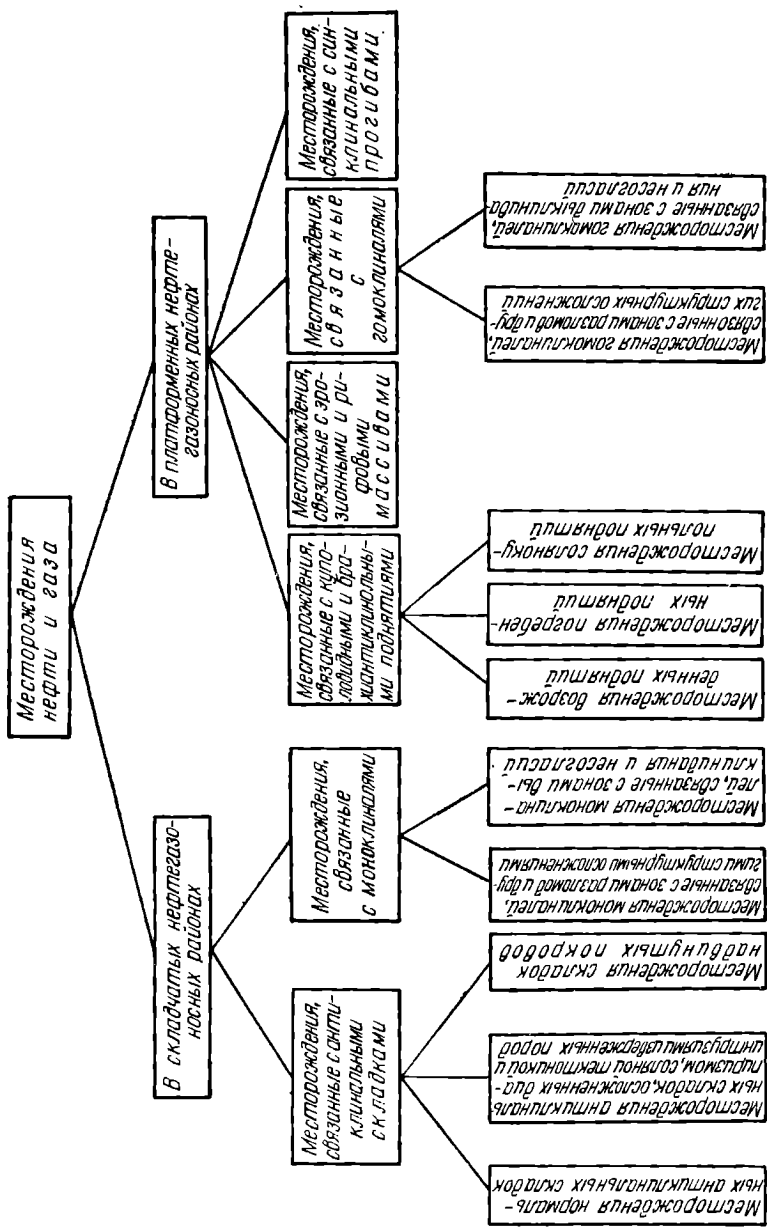 Месторождения
нефти и газа
В складчатых нефтегазо-
носных районах
В платформенных нефте-
газоносных районах
Месторождения,
связанные с анти-
клинальными
складками
Месторождения,
связанные
с моноклиналями
Месторождения,
связанные с купо-
ловидными и бра-
хиантиклинальны-
ми поднятиями
Месторождения,
связанные с эро-
зионными и ри-
фовыми
массивами
Месторождения,
связанные
с
гомоклиналями
Месторождения,
связанные с син-
клинальными
прогибами
Месторождения нормаль-
ных антиклинальных складок
Месторождения антиклиналь-
ных складок, осложненных диа-
пиризмом, соляной тектоникой и
интрузиями изверженных пород
Месторождения складок
надвинутых покровов
Месторождения моноклиналей,
связанные с зонами разломов и дру-
гими структурными осложнениями
Месторождения монокли­на-
лей, связанные с зонами вы-
клинивания и несогласий
Месторождения возрож-
денных поднятий
Месторождения погребен-
ных поднятий
Месторождения солянoку-
польных поднятий
Месторождения гомоклиналей,
связанные с зонами разломов и дру-
гих структурных осложнений
Месторождения гомоклиналей,
связанные с зонами выклинива-
ния и несогласий